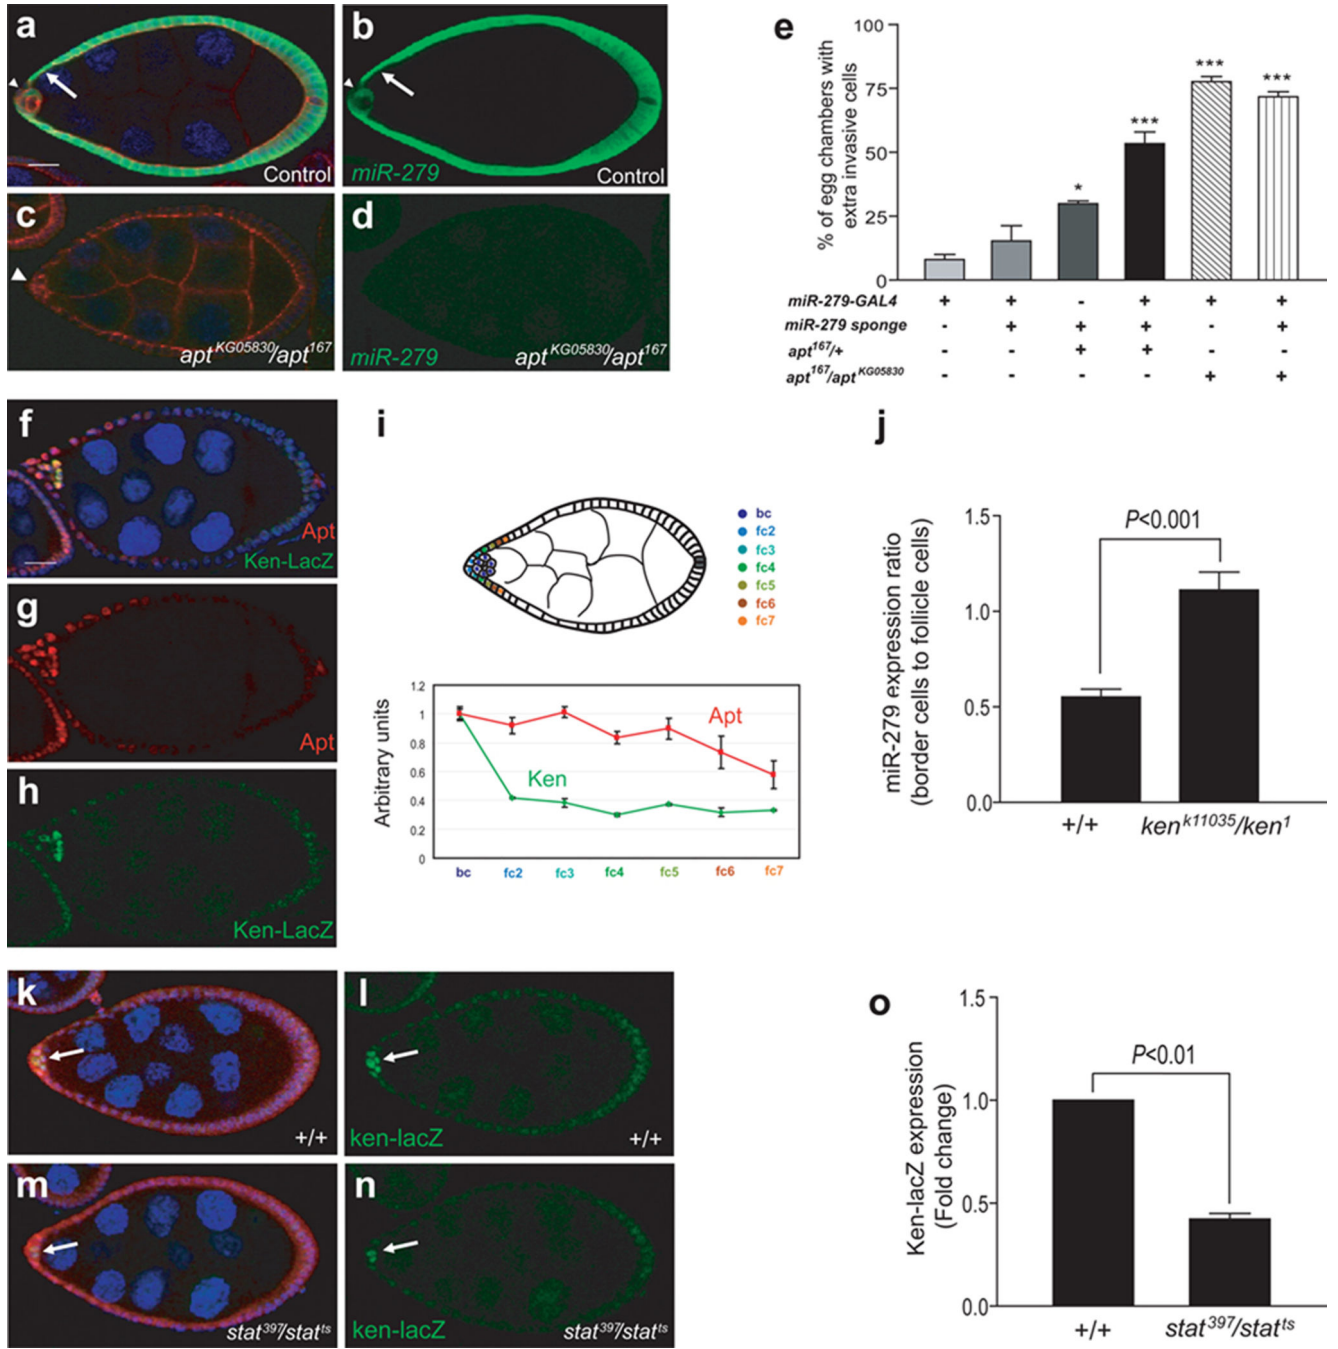 a
Control
b
miR-279
Control
c
apt^KG05830/apt^167
d
miR-279
apt^KG05830/apt^167
e
% of egg chambers with
extra invasive cells
100
75
50
25
0
*
***
***
***
miR-279-GAL4 + + - + + +
miR-279 sponge - + + + - +
apt^167/+ - - + + - -
apt^167/apt^KG05830 - - - - + +
f
Apt
Ken-LacZ
g
Apt
h
Ken-LacZ
i
bc
fc2
fc3
fc4
fc5
fc6
fc7
Arbitrary units
1.2
1
0.8
0.6
0.4
0.2
0
Apt
Ken
bc fc2 fc3 fc4 fc5 fc6 fc7
j
miR-279 expression ratio
(border cells to follicle cells)
1.5
1.0
0.5
0.0
P<0.001
+/+ ken^k11035/ken^1
k
+/+
l
ken-lacZ
+/+
m
stat^397/stat^ts
n
ken-lacZ
stat^397/stat^ts
o
Ken-lacZ expression
(Fold change)
1.5
1.0
0.5
0.0
P<0.01
+/+ stat^397/stat^ts